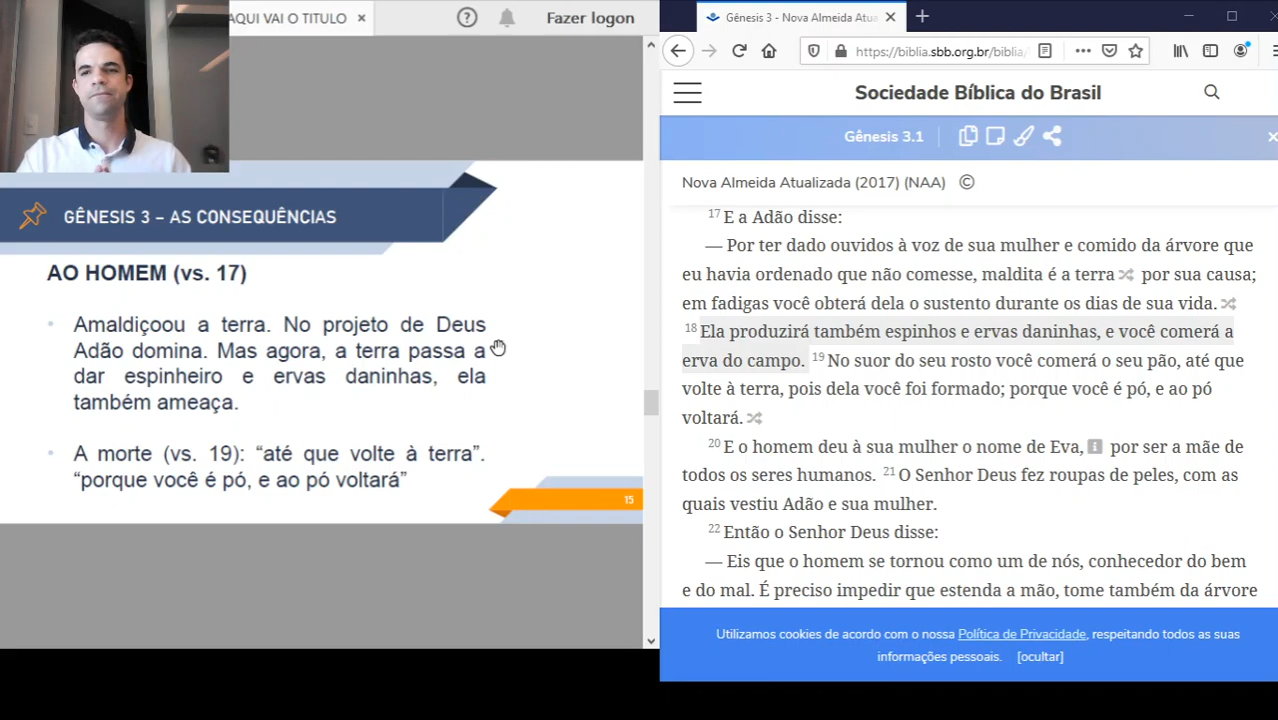 AQUI VAI O TITULO ×
? Fazer logon
GÊNESIS 3 – AS CONSEQUÊNCIAS
AO HOMEM (vs. 17)
• Amaldiçoou a terra. No projeto de Deus
Adão domina. Mas agora, a terra passa a
dar espinheiro e ervas daninhas, ela
também ameaça.
• A morte (vs. 19): “até que volte à terra”.
“porque você é pó, e ao pó voltará”
15
Gênesis 3 - Nova Almeida Atua
https://biblia.sbb.org.br/biblia/
Sociedade Bíblica do Brasil
Gênesis 3.1
Nova Almeida Atualizada (2017) (NAA) ©
17 E a Adão disse:
— Por ter dado ouvidos à voz de sua mulher e comido da árvore que
eu havia ordenado que não comesse, maldita é a terra por sua causa;
em fadigas você obterá dela o sustento durante os dias de sua vida.
18 Ela produzirá também espinhos e ervas daninhas, e você comerá a
erva do campo. 19 No suor do seu rosto você comerá o seu pão, até que
volte à terra, pois dela você foi formado; porque você é pó, e ao pó
voltará.
20 E o homem deu à sua mulher o nome de Eva, por ser a mãe de
todos os seres humanos. 21 O Senhor Deus fez roupas de peles, com as
quais vestiu Adão e sua mulher.
22 Então o Senhor Deus disse:
— Eis que o homem se tornou como um de nós, conhecedor do bem
e do mal. É preciso impedir que estenda a mão, tome também da árvore
Utilizamos cookies de acordo com o nossa Política de Privacidade, respeitando todos as suas
informações pessoais. [ocultar]